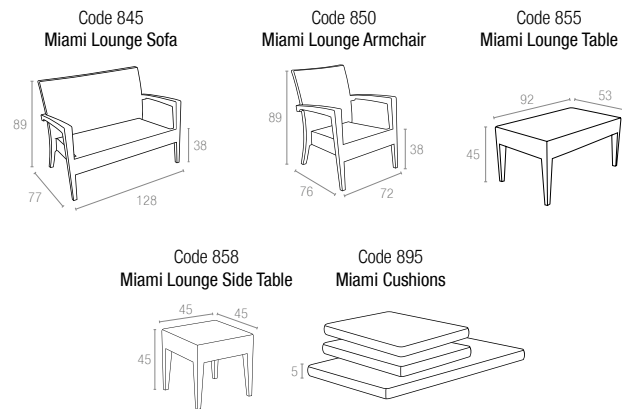 Code 845
Miami Lounge Sofa
89
38
77
128
Code 850
Miami Lounge Armchair
89
38
76
72
Code 855
Miami Lounge Table
92
53
45
Code 858
Miami Lounge Side Table
45
45
45
Code 895
Miami Cushions
5